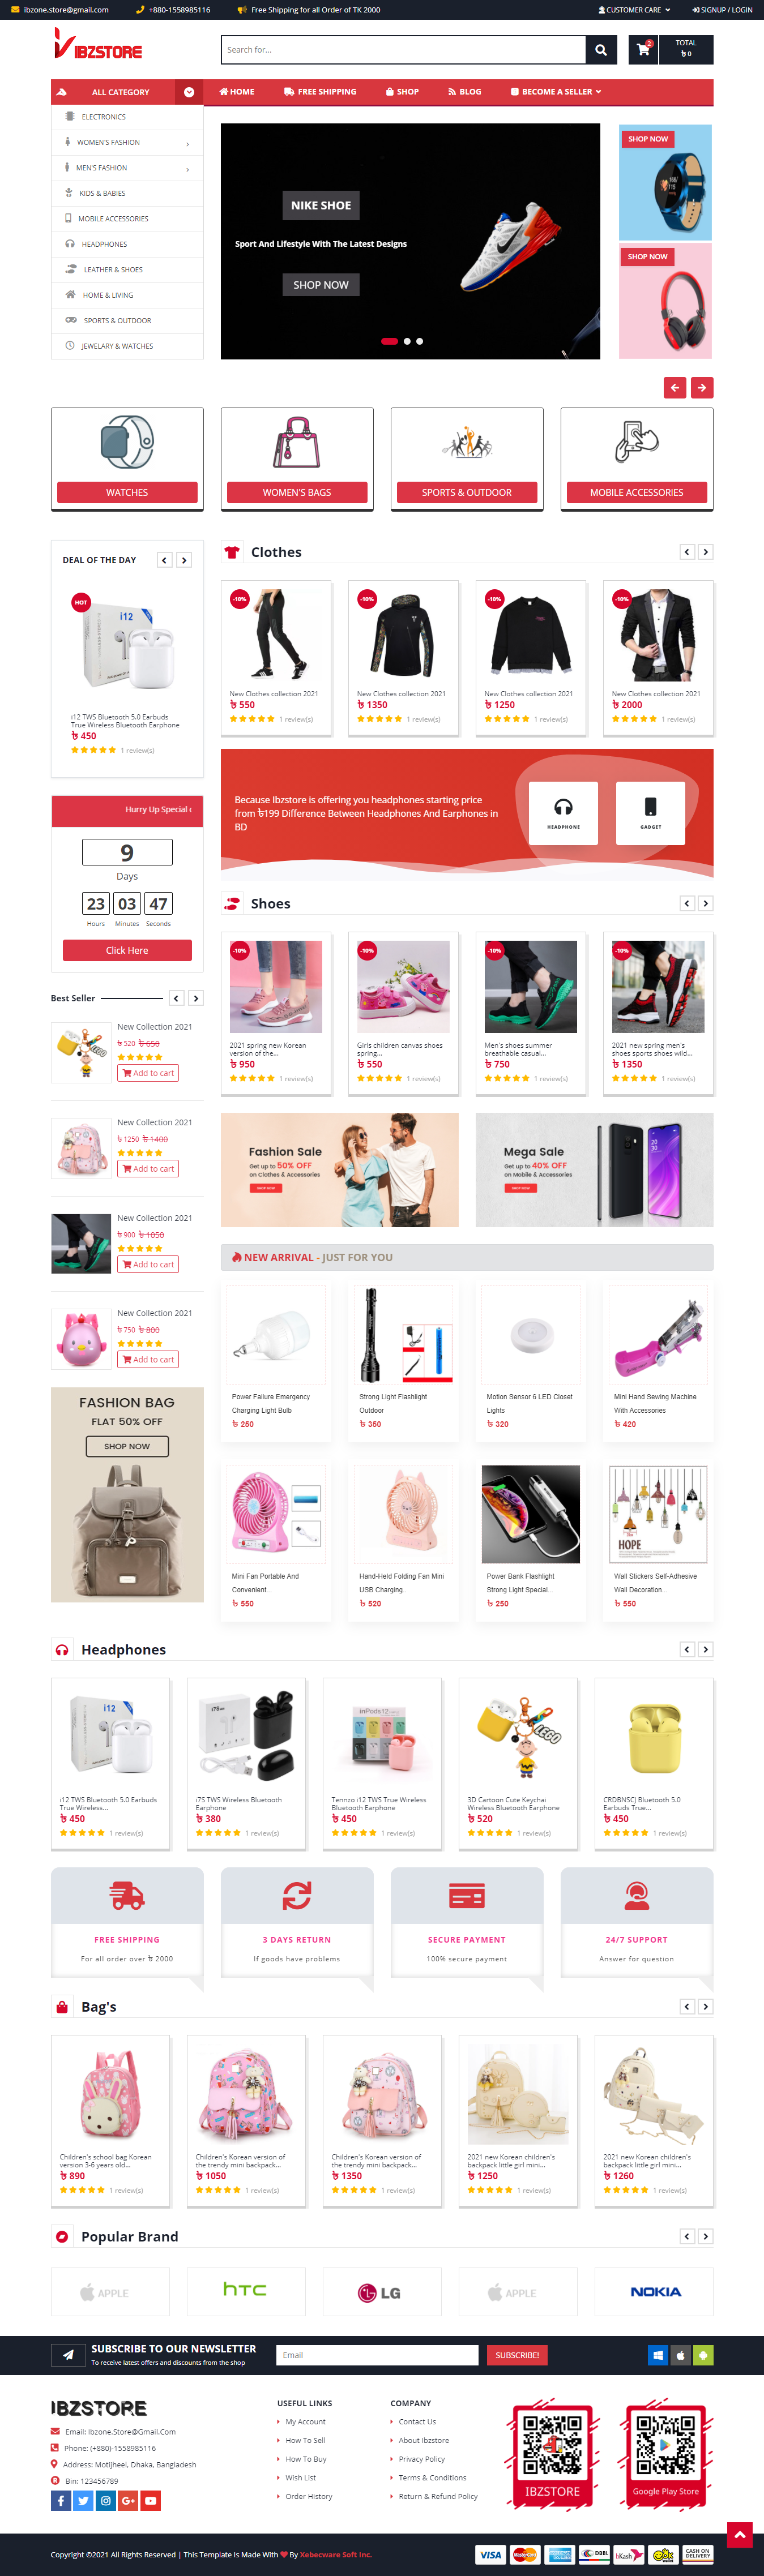 ibzone.store@gmail.com +880-1558985116 Free Shipping for all Order of TK 2000 CUSTOMER CARE SIGNUP / LOGIN
IBZSTORE
Search for...
2
TOTAL
৳ 0
ALL CATEGORY HOME FREE SHIPPING SHOP BLOG BECOME A SELLER
ELECTRONICS
WOMEN'S FASHION
MEN'S FASHION
KIDS & BABIES
MOBILE ACCESSORIES
HEADPHONES
LEATHER & SHOES
HOME & LIVING
SPORTS & OUTDOOR
JEWELARY & WATCHES
NIKE SHOE
Sport And Lifestyle With The Latest Designs
SHOP NOW
SHOP NOW
SHOP NOW
WATCHES WOMEN'S BAGS SPORTS & OUTDOOR MOBILE ACCESSORIES
DEAL OF THE DAY
HOT
i12
i12 TWS Bluetooth 5.0 Earbuds
True Wireless Bluetooth Earphone
৳ 450
1 review(s)
Clothes
-10% -10% -10% -10%
New Clothes collection 2021 New Clothes collection 2021 New Clothes collection 2021 New Clothes collection 2021
৳ 550 ৳ 1350 ৳ 1250 ৳ 2000
1 review(s) 1 review(s) 1 review(s) 1 review(s)
Hurry Up Special
9
Days
23 03 47
Hours Minutes Seconds
Click Here
Because Ibzstore is offering you headphones starting price
from ৳199 Difference Between Headphones And Earphones in
BD
HEADPHONE GADGET
Shoes
-10% -10% -10% -10%
2021 spring new Korean
version of the...
৳ 950
1 review(s)
Girls children canvas shoes
spring...
৳ 550
1 review(s)
Men's shoes summer
breathable casual...
৳ 750
1 review(s)
2021 new spring men's
shoes sports shoes wild...
৳ 1350
1 review(s)
Best Seller
New Collection 2021
৳ 520 ৳ 650
Add to cart
New Collection 2021
৳ 1250 ৳ 1400
Add to cart
New Collection 2021
৳ 900 ৳ 1050
Add to cart
New Collection 2021
৳ 750 ৳ 800
Add to cart
Fashion Sale
Get up to 50% OFF
on Clothes & Accessories
SHOP NOW
Mega Sale
Get up to 40% OFF
on Mobile & Accessories
SHOP NOW
NEW ARRIVAL - JUST FOR YOU
Power Failure Emergency
Charging Light Bulb
৳ 250
Strong Light Flashlight
Outdoor
৳ 350
Motion Sensor 6 LED Closet
Lights
৳ 320
Mini Hand Sewing Machine
With Accessories
৳ 420
Mini Fan Portable And
Convenient...
৳ 550
Hand-Held Folding Fan Mini
USB Charging..
৳ 520
Power Bank Flashlight
Strong Light Special...
৳ 250
HOPE
Wall Stickers Self-Adhesive
Wall Decoration...
৳ 550
FASHION BAG
FLAT 50% OFF
SHOP NOW
Headphones
i12
i12 TWS Bluetooth 5.0 Earbuds
True Wireless...
৳ 450
1 review(s)
i7S TWS Wireless Bluetooth
Earphone
৳ 380
1 review(s)
inPods12
Tennzo i12 TWS True Wireless
Bluetooth Earphone
৳ 450
1 review(s)
LEGO
3D Cartoon Cute Keychai
Wireless Bluetooth Earphone
৳ 520
1 review(s)
CRDBNSCJ Bluetooth 5.0
Earbuds True...
৳ 450
1 review(s)
FREE SHIPPING
For all order over ৳ 2000
3 DAYS RETURN
If goods have problems
SECURE PAYMENT
100% secure payment
24/7 SUPPORT
Answer for question
Bag's
Children's school bag Korean
version 3-6 years old...
৳ 890
1 review(s)
Children's Korean version of
the trendy mini backpack...
৳ 1050
1 review(s)
Children's Korean version of
the trendy mini backpack...
৳ 1350
1 review(s)
2021 new Korean children's
backpack little girl mini...
৳ 1250
1 review(s)
2021 new Korean children's
backpack little girl mini...
৳ 1260
1 review(s)
Popular Brand
APPLE hTC LG APPLE NOKIA
SUBSCRIBE TO OUR NEWSLETTER
To receive latest offers and discounts from the shop
Email
SUBSCRIBE!
IBZSTORE
Email: Ibzone.Store@Gmail.Com
Phone: (+880)-1558985116
Address: Motijheel, Dhaka, Bangladesh
Bin: 123456789
USEFUL LINKS
My Account
How To Sell
How To Buy
Wish List
Order History
COMPANY
Contact Us
About Ibzstore
Privacy Policy
Terms & Conditions
Return & Refund Policy
IBZSTORE
Google Play Store
Copyright ©2021 All Rights Reserved | This Template Is Made With By Xebecware Soft Inc.
VISA MasterCard AMERICAN EXPRESS DBBL bKash CASH ON DELIVERY